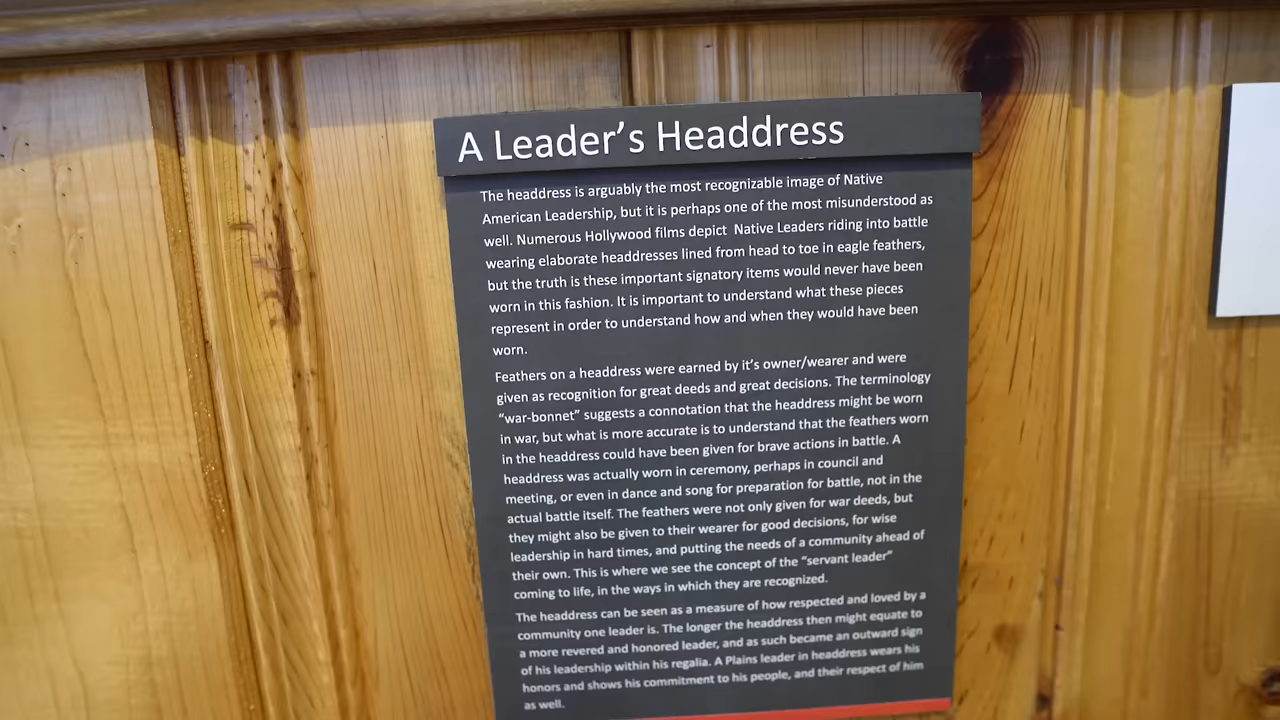 A Leader’s Headdress
The headdress is arguably the most recognizable image of Native
American Leadership, but it is perhaps one of the most misunderstood as
well. Numerous Hollywood films depict Native Leaders riding into battle
wearing elaborate headdresses lined from head to toe in eagle feathers,
but the truth is these important signatory items would never have been
worn in this fashion. It is important to understand what these pieces
represent in order to understand how and when they would have been
worn.
Feathers on a headdress were earned by it’s owner/wearer and were
given as recognition for great deeds and great decisions. The terminology
“war-bonnet” suggests a connotation that the headdress might be worn
in war, but what is more accurate is to understand that the feathers worn
in the headdress could have been given for brave actions in battle. A
headdress was actually worn in ceremony, perhaps in council and
meeting, or even in dance and song for preparation for battle, not in the
actual battle itself. The feathers were not only given for war deeds, but
they might also be given to their wearer for good decisions, for wise
leadership in hard times, and putting the needs of a community ahead of
their own. This is where we see the concept of the “servant leader”
coming to life, in the ways in which they are recognized.
The headdress can be seen as a measure of how respected and loved by a
community one leader is. The longer the headdress then might equate to
a more revered and honored leader, and as such became an outward sign
of his leadership within his regalia. A Plains leader in headdress wears his
honors and shows his commitment to his people, and their respect of him
as well.